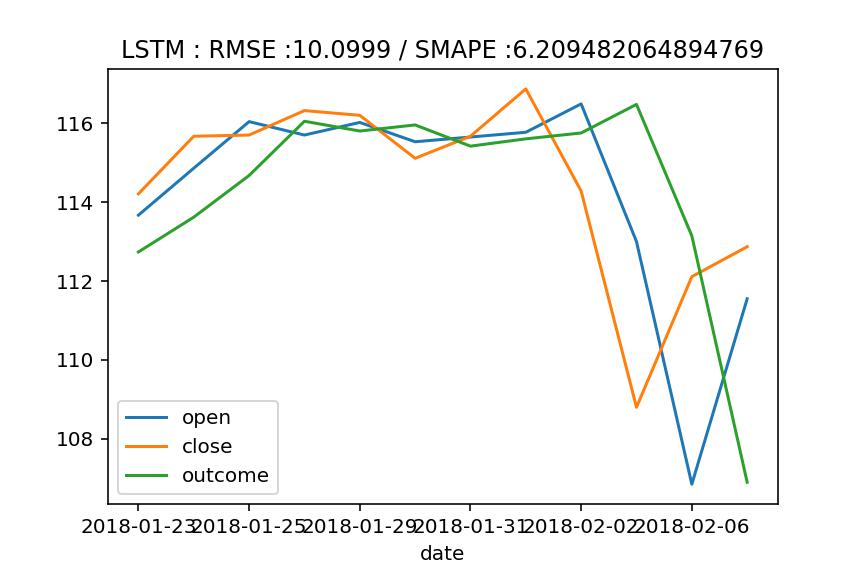 LSTM : RMSE :10.0999 / SMAPE :6.209482064894769
116
114
112
110
108
open
close
outcome
2018-01-23 2018-01-25 2018-01-29 2018-01-31 2018-02-02 2018-02-06
date